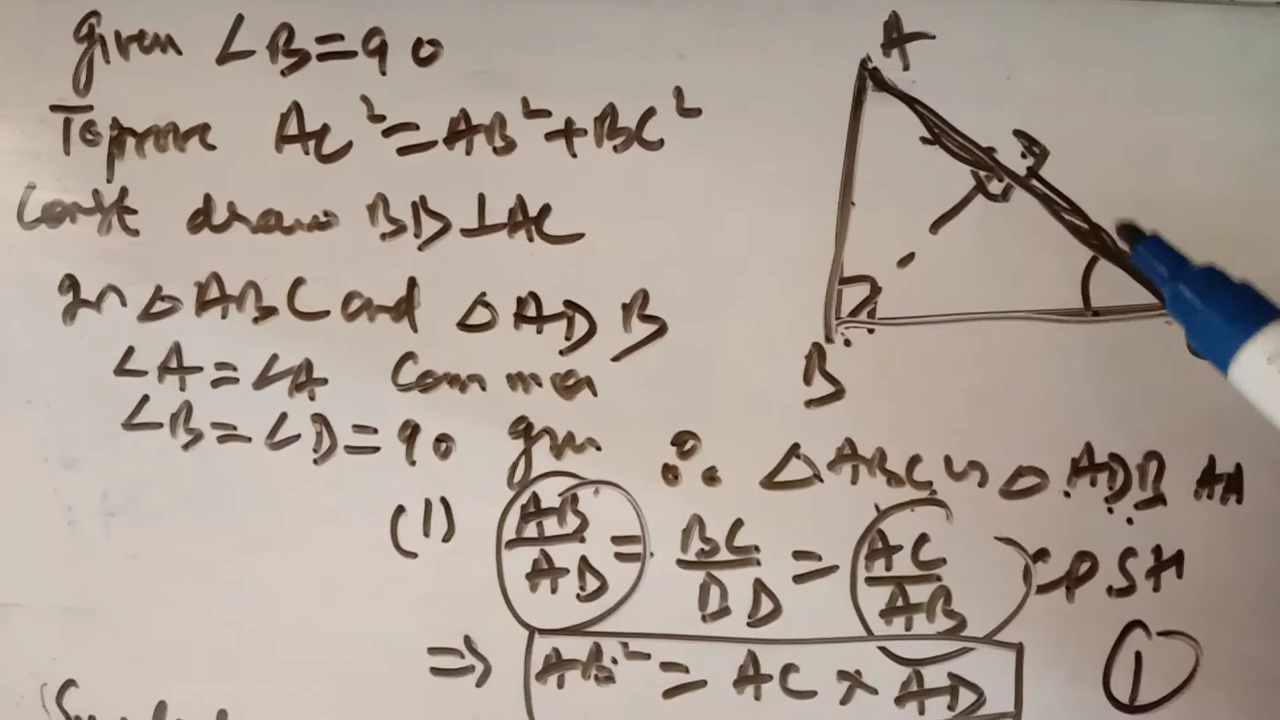 given ∠B=90
To prove AC²=AB²+BC²
Const draw BD⊥AC
In △ABC and △ADB
∠A=∠A Common
∠B=∠D=90 given
∴ △ABC ~ △ADB AA
(1) AB/AD = BC/DD = AC/AB = PST
⇒ AB² = AC × AD
①
A
D
B